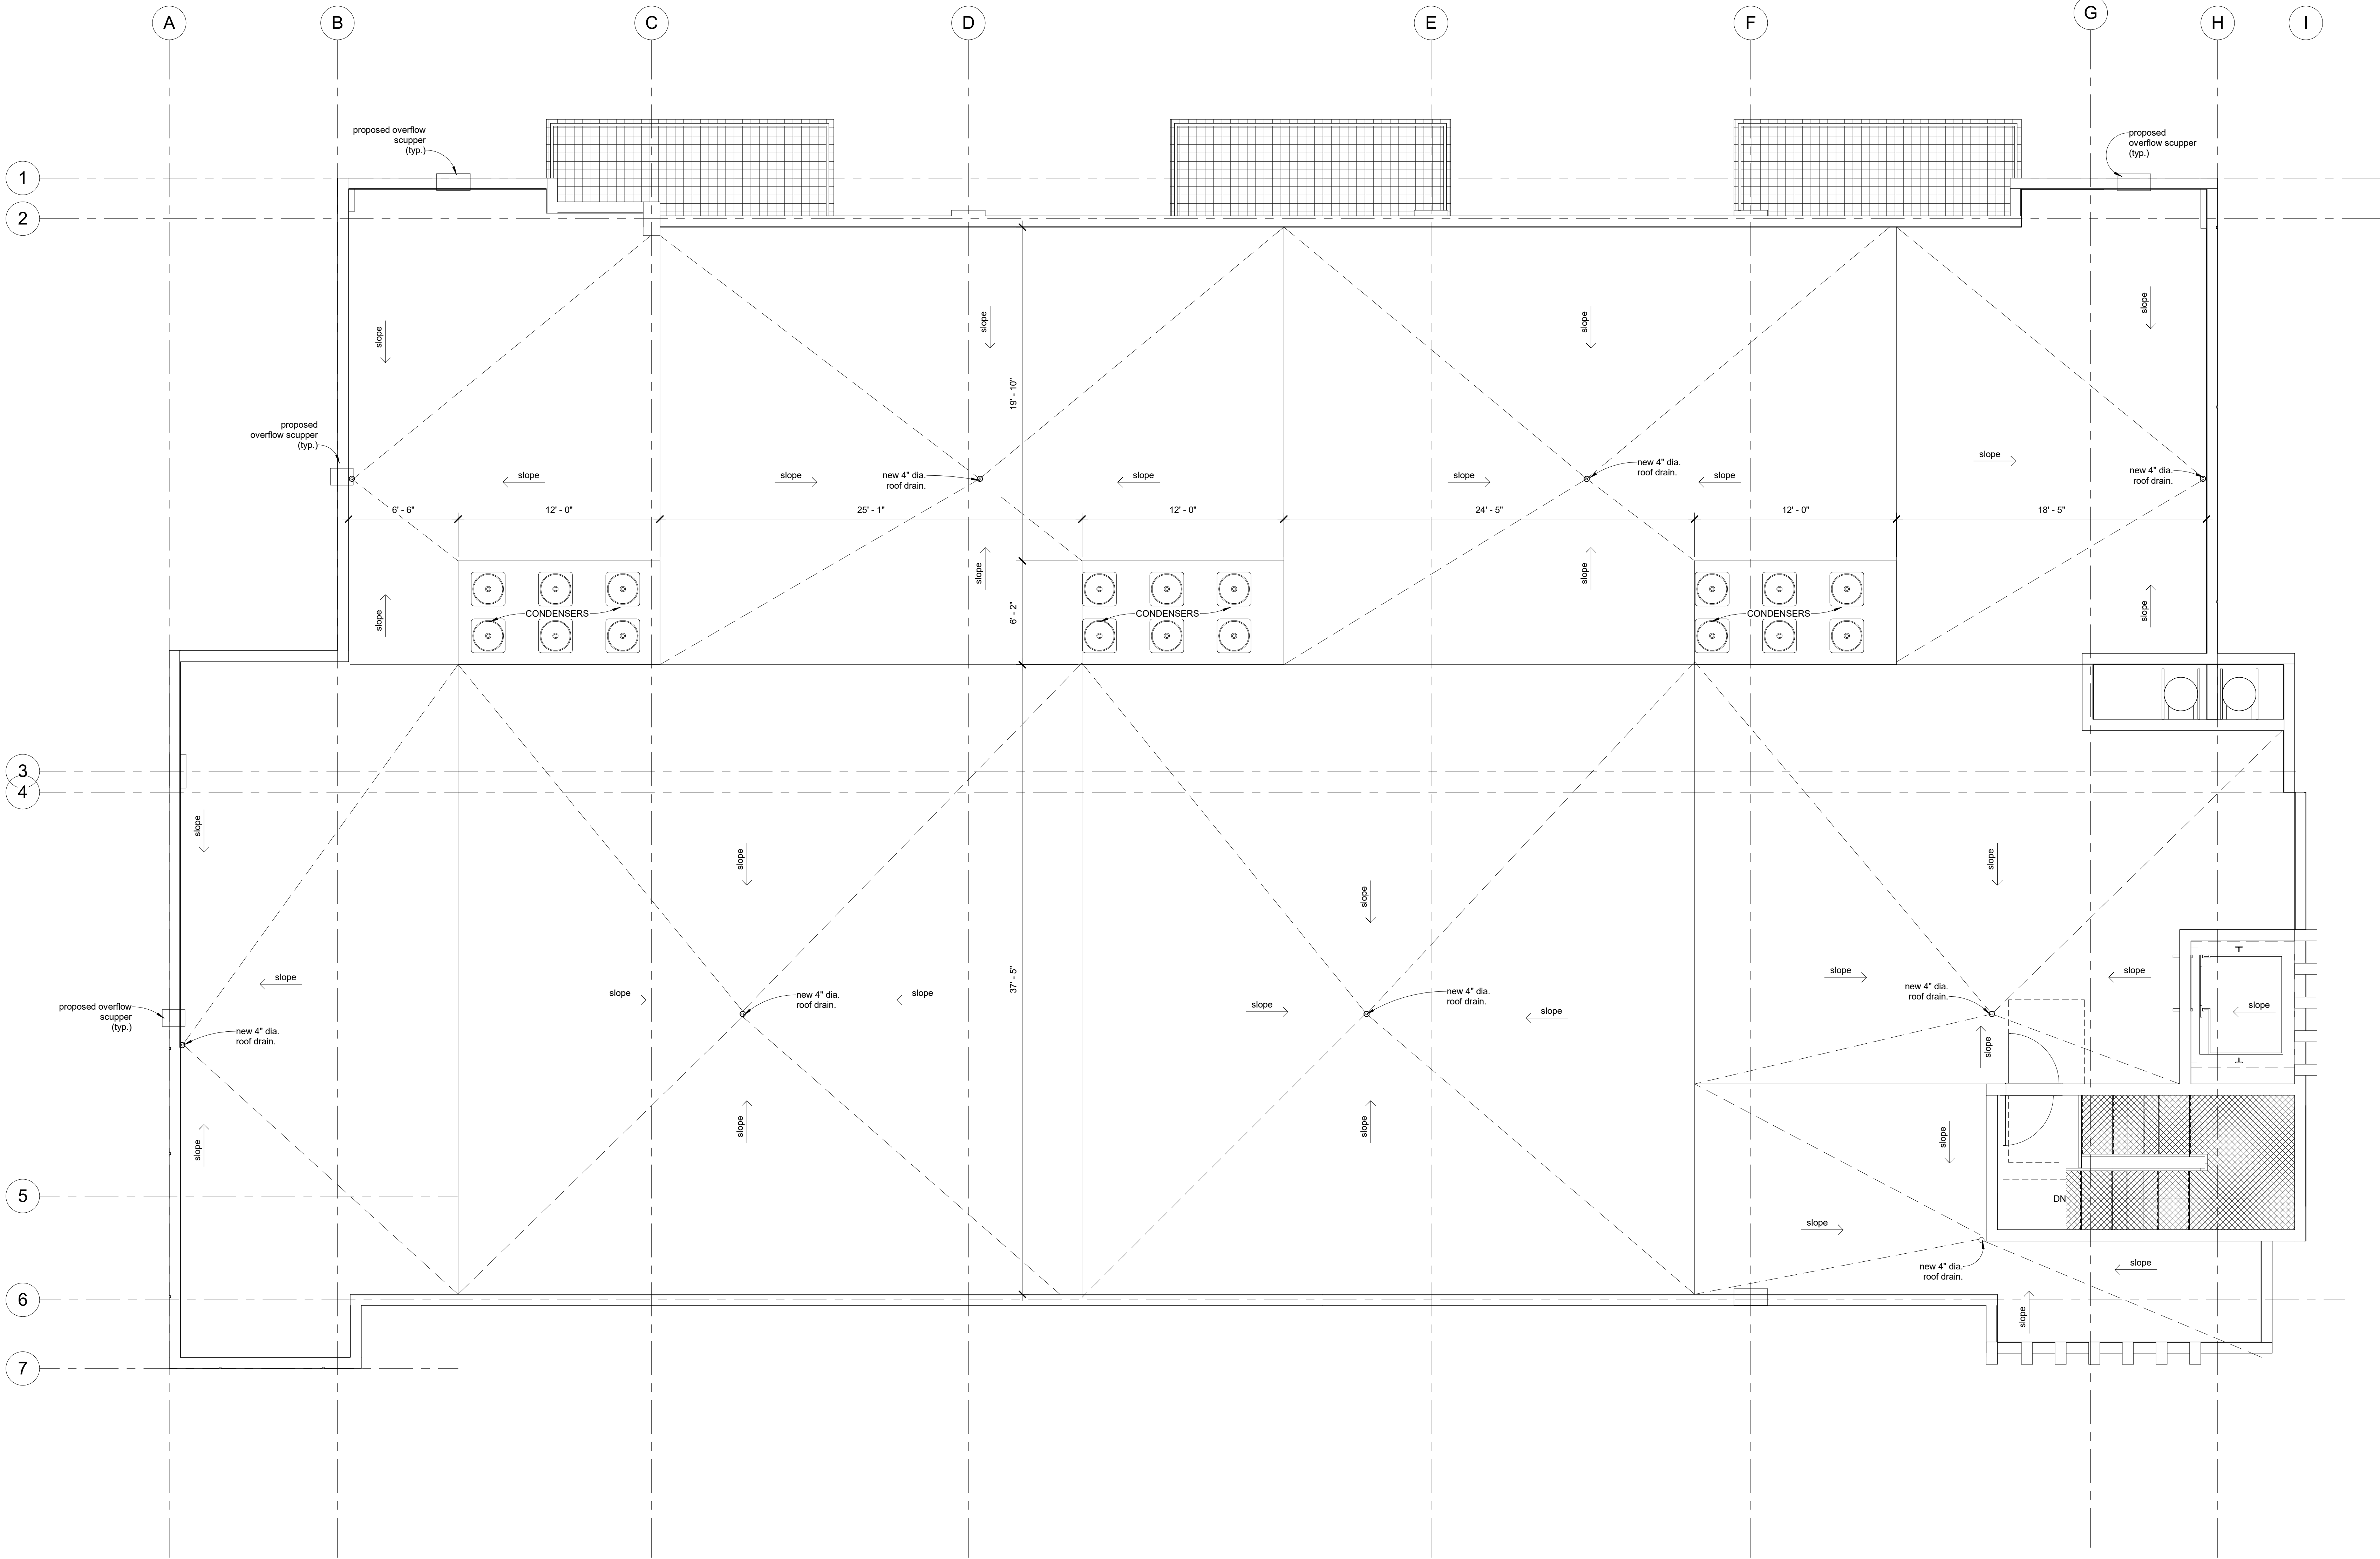 A
B
C
D
E
F
G
H
I
proposed overflow
scupper
(typ.)
proposed
overflow scupper
(typ.)
1
2
slope
slope
slope
slope
19' - 10"
proposed
overflow scupper
(typ.)
slope
slope
new 4" dia.
roof drain.
slope
slope
new 4" dia.
roof drain.
slope
slope
new 4" dia.
roof drain.
6' - 6"
12' - 0"
25' - 1"
12' - 0"
24' - 5"
12' - 0"
18' - 5"
slope
slope
slope
slope
6' - 2"
CONDENSERS
CONDENSERS
CONDENSERS
3
4
slope
slope
slope
slope
37' - 5"
slope
slope
slope
new 4" dia.
roof drain.
slope
slope
new 4" dia.
roof drain.
slope
slope
new 4" dia.
roof drain.
slope
slope
proposed overflow
scupper
(typ.)
new 4" dia.
roof drain.
slope
slope
slope
slope
slope
5
DN
slope
new 4" dia.
roof drain.
slope
slope
6
7